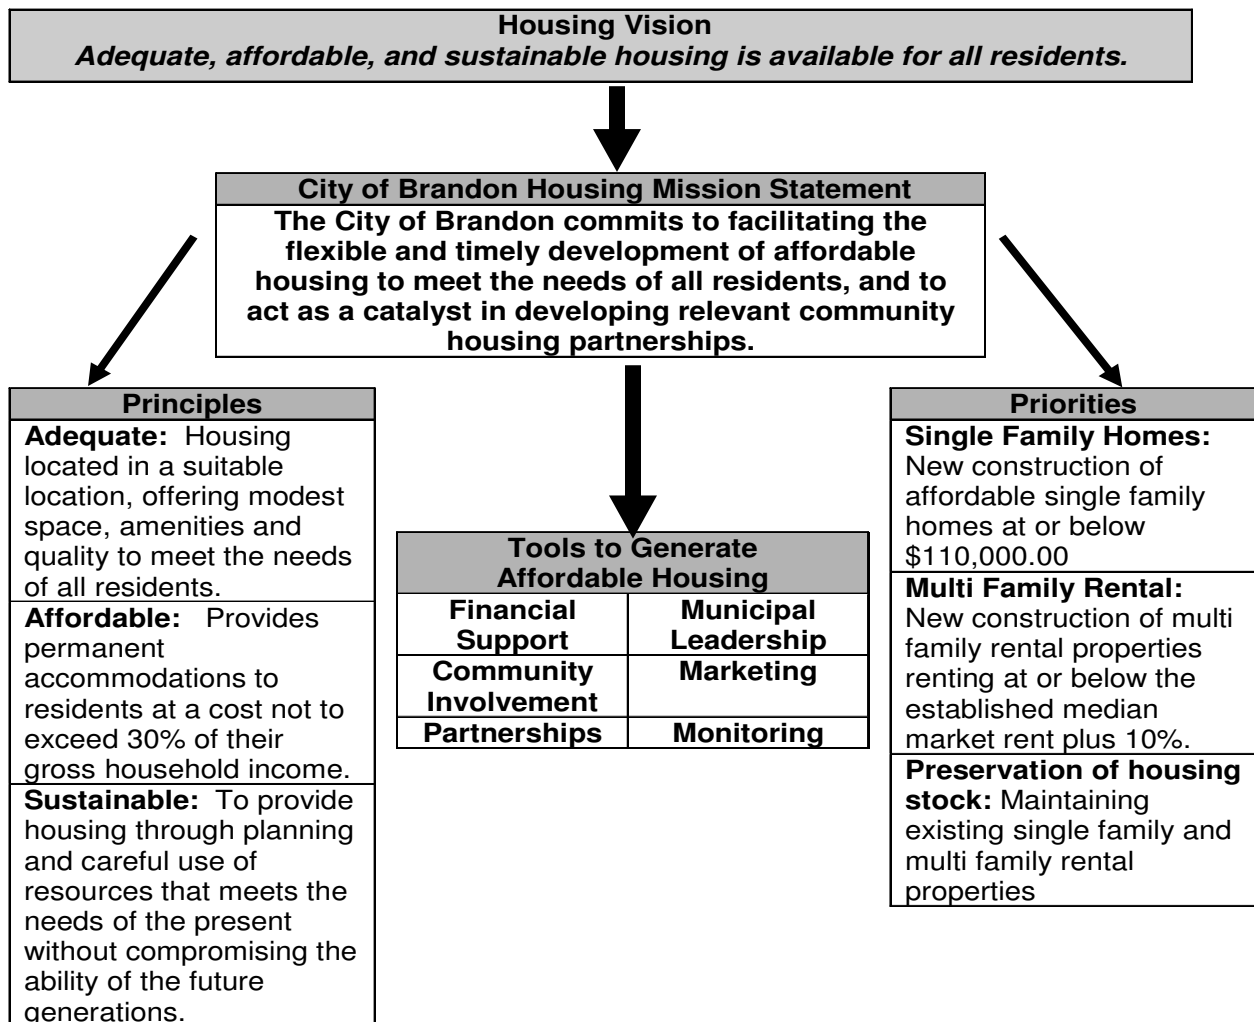 Housing Vision
Adequate, affordable, and sustainable housing is available for all residents.
City of Brandon Housing Mission Statement
The City of Brandon commits to facilitating the
flexible and timely development of affordable
housing to meet the needs of all residents, and to
act as a catalyst in developing relevant community
housing partnerships.
Principles
Adequate: Housing
located in a suitable
location, offering modest
space, amenities and
quality to meet the needs
of all residents.
Affordable: Provides
permanent
accommodations to
residents at a cost not to
exceed 30% of their
gross household income.
Sustainable: To provide
housing through planning
and careful use of
resources that meets the
needs of the present
without compromising the
ability of the future
generations.
Tools to Generate
Affordable Housing
Financial
Support
Municipal
Leadership
Community
Involvement
Marketing
Partnerships
Monitoring
Priorities
Single Family Homes:
New construction of
affordable single family
homes at or below
$110,000.00
Multi Family Rental:
New construction of multi
family rental properties
renting at or below the
established median
market rent plus 10%.
Preservation of housing
stock: Maintaining
existing single family and
multi family rental
properties